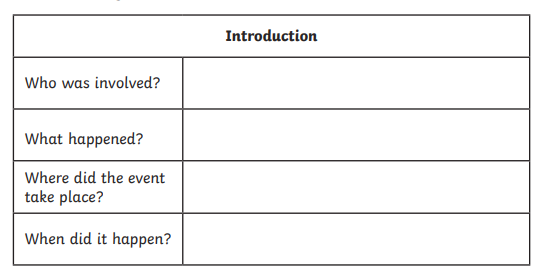 Introduction
Who was involved?
What happened?
Where did the event
take place?
When did it happen?